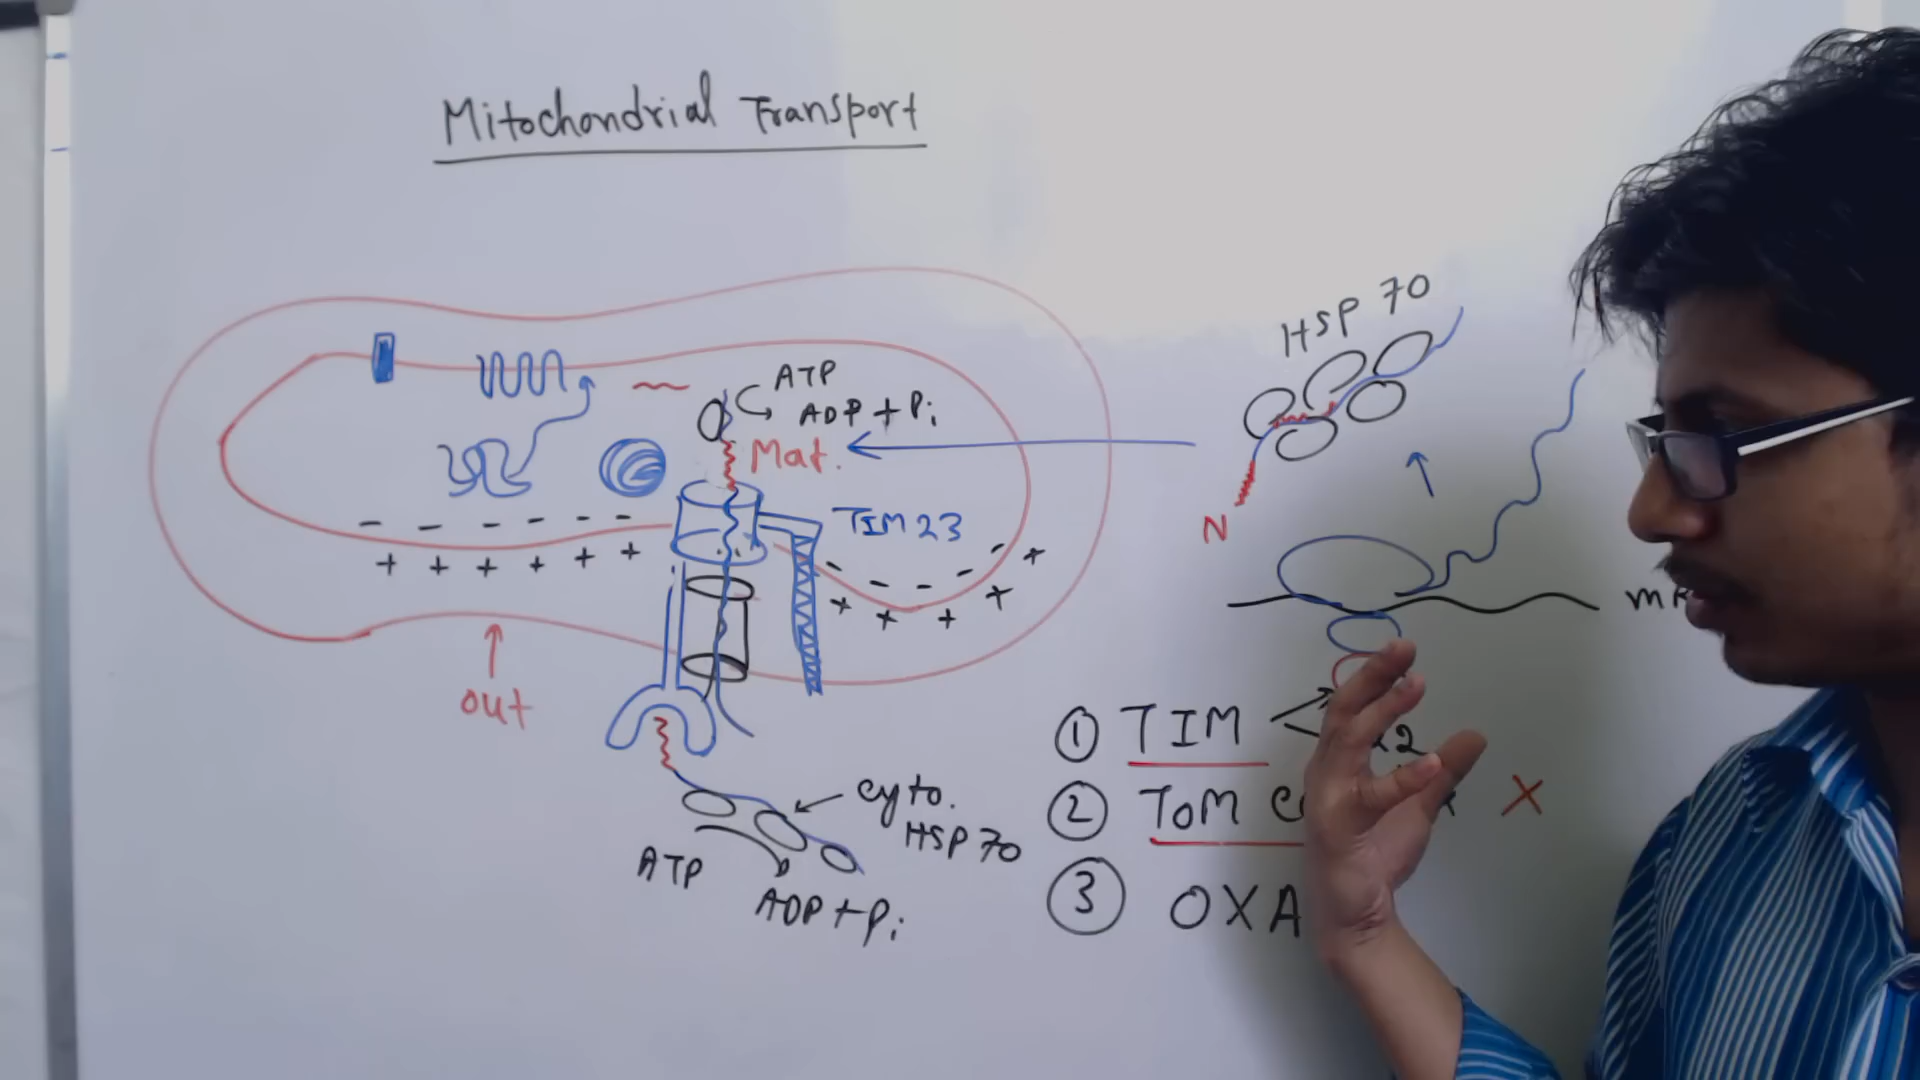 Mitochondrial Transport
HSP 70
ATP
ADP + Pi
Mat.
N
TIM 23
- - - - - -
+ + + + + +
- - - - -
+ + + + +
out
① TIM
22
② TOM
X
③ OXA
cyto.
HSP 70
ATP
ADP + Pi